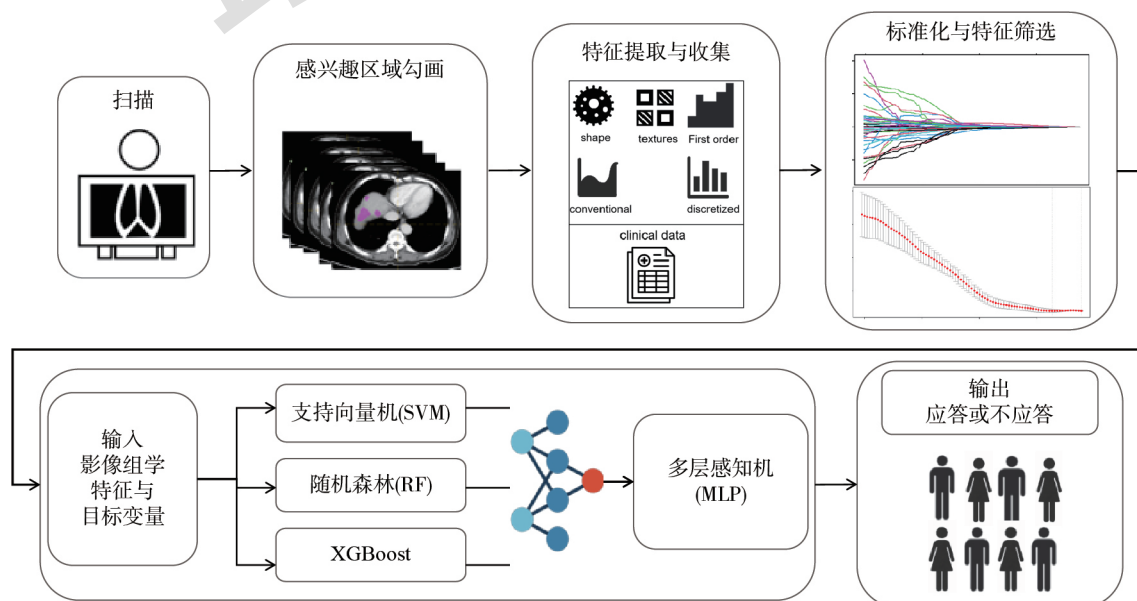 扫描
感兴趣区域勾画
特征提取与收集
shape
textures
First order
conventional
discretized
clinical data
标准化与特征筛选
输入
影像组学
特征与
目标变量
支持向量机(SVM)
随机森林(RF)
XGBoost
多层感知机
(MLP)
输出
应答或不应答